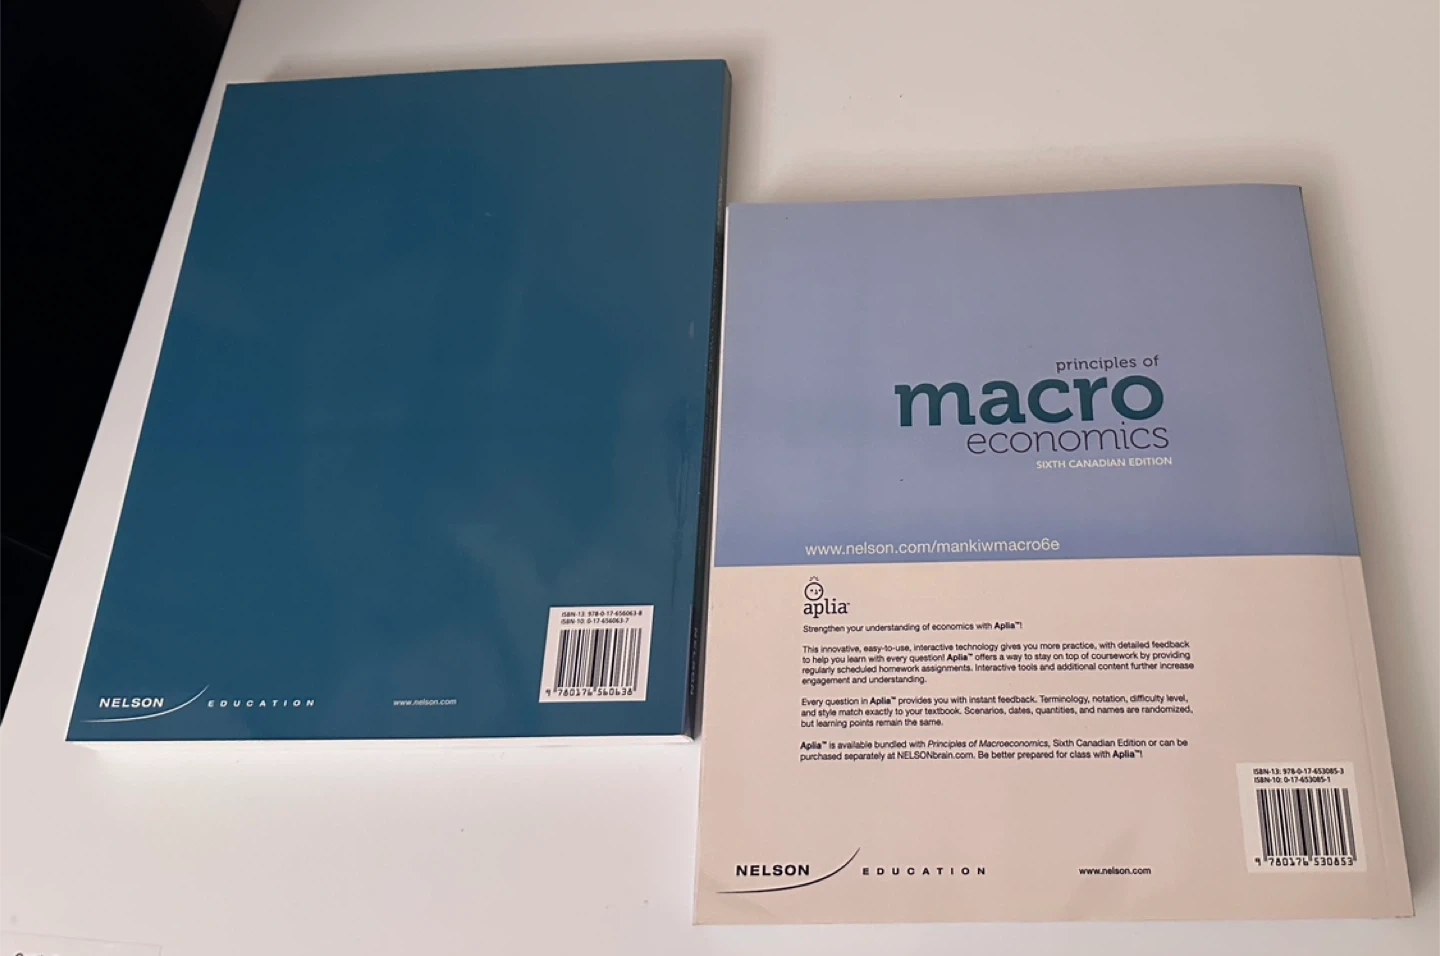 ISBN-13: 978-0-17-656063-8
ISBN-10: 0-17-656063-7
9 780176 560638
NELSON EDUCATION www.nelson.com
principles of
macro
economics
SIXTH CANADIAN EDITION
www.nelson.com/mankiwmacro6e
aplia™
Strengthen your understanding of economics with Aplia™!
This innovative, easy-to-use, interactive technology gives you more practice, with detailed feedback
to help you learn with every question! Aplia™ offers a way to stay on top of coursework by providing
regularly scheduled homework assignments. Interactive tools and additional content further increase
engagement and understanding.
Every question in Aplia™ provides you with instant feedback. Terminology, notation, difficulty level,
and style match exactly to your textbook. Scenarios, dates, quantities, and names are randomized,
but learning points remain the same.
Aplia™ is available bundled with Principles of Macroeconomics, Sixth Canadian Edition or can be
purchased separately at NELSONbrain.com. Be better prepared for class with Aplia™!
ISBN-13: 978-0-17-653085-3
ISBN-10: 0-17-653085-1
9 780176 530853
NELSON EDUCATION www.nelson.com